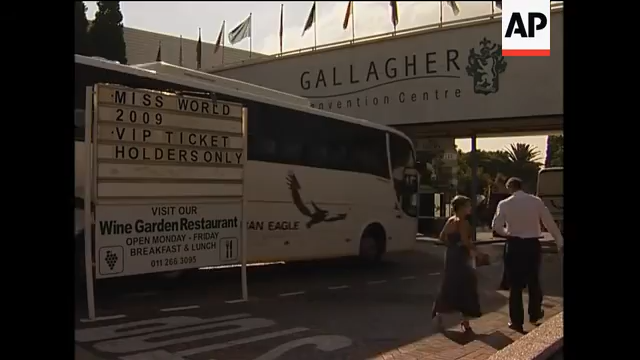 AP
GALLAGHER
Convention Centre
MISS WORLD
2009
VIP TICKET
HOLDERS ONLY
VISIT OUR
Wine Garden Restaurant
OPEN MONDAY - FRIDAY
BREAKFAST & LUNCH
011 266.3095
EAGLE